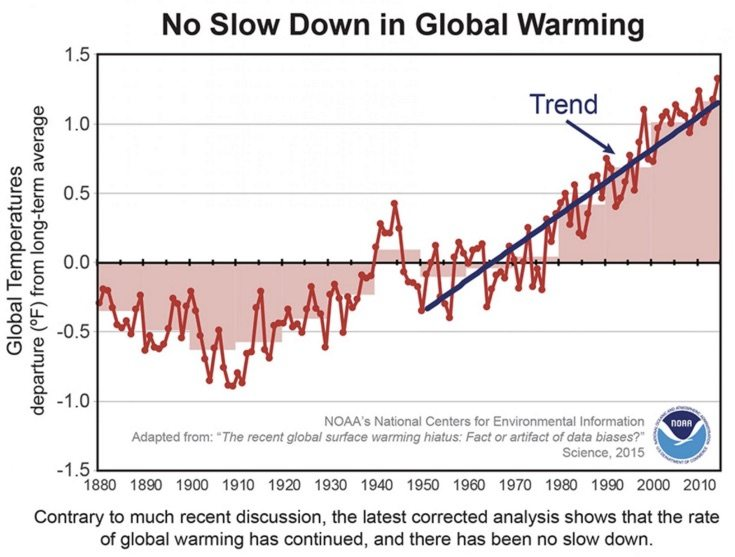 No Slow Down in Global Warming
Global Temperatures
departure (ºF) from long-term average
1.5
1.0
0.5
0.0
-0.5
-1.0
-1.5
Trend
NOAA's National Centers for Environmental Information
Adapted from: "The recent global surface warming hiatus: Fact or artifact of data biases?"
Science, 2015
NOAA
1880 1890 1900 1910 1920 1930 1940 1950 1960 1970 1980 1990 2000 2010
Contrary to much recent discussion, the latest corrected analysis shows that the rate
of global warming has continued, and there has been no slow down.